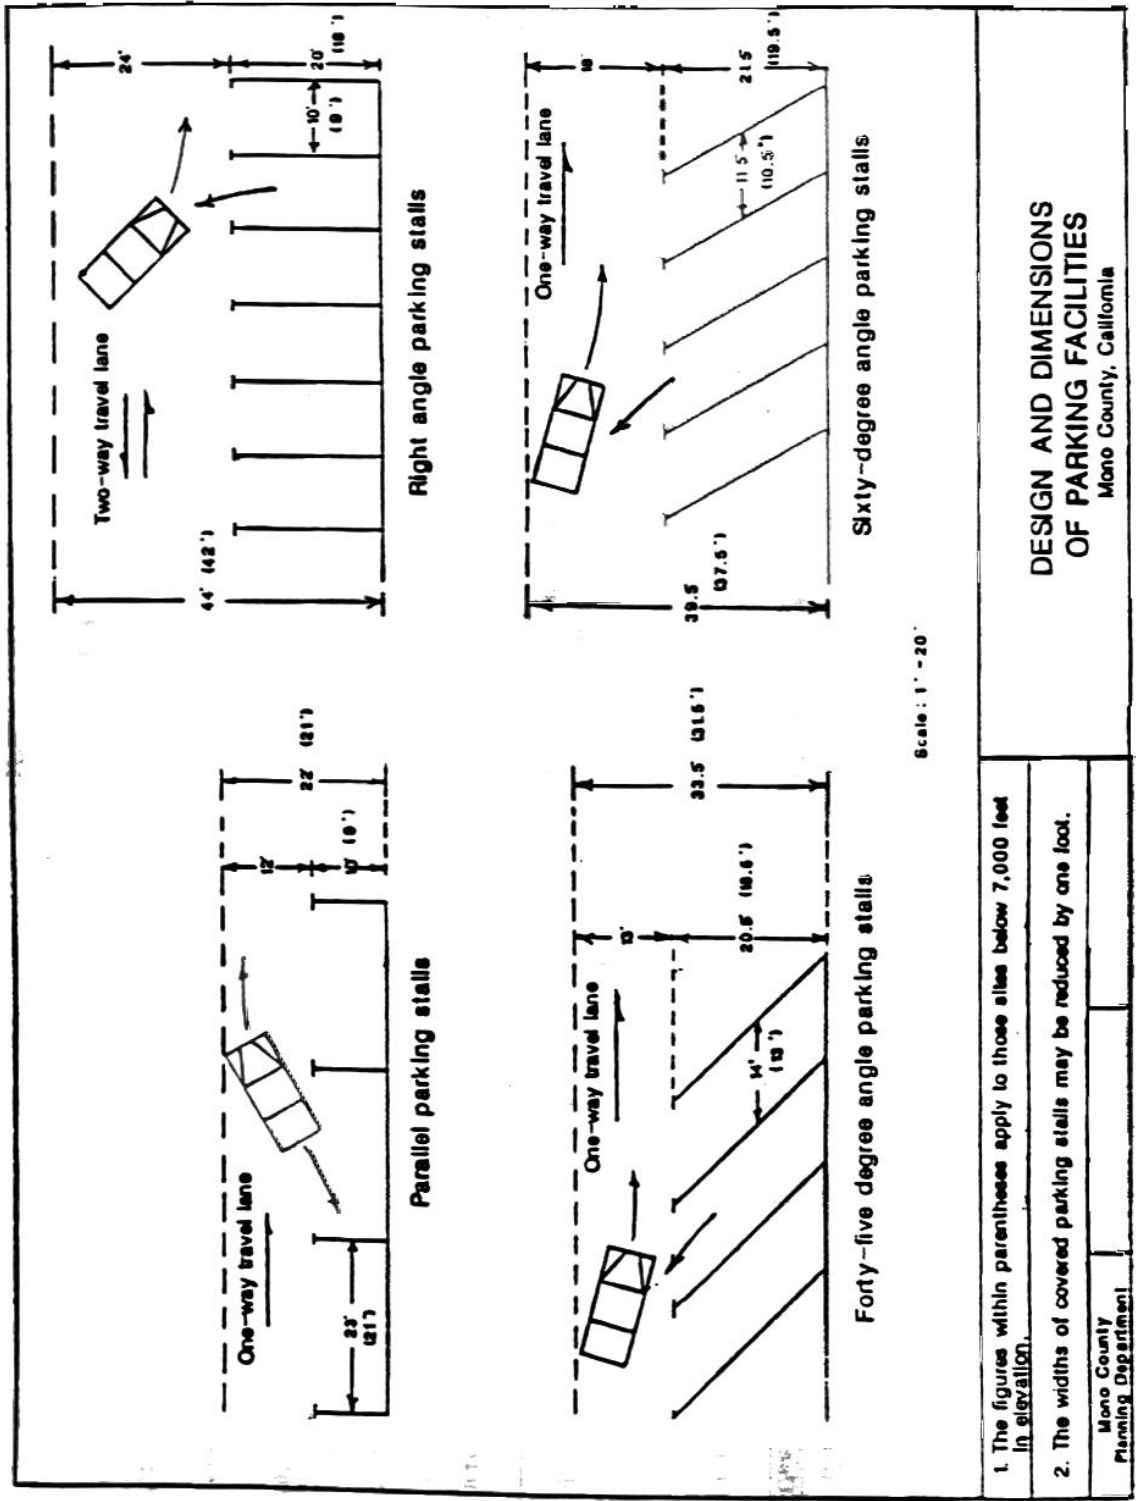 Two-way travel lane
44' (42')
24'
20'
(18')
10'
(9')
Right angle parking stalls
One-way travel lane
39.5'
(37.5')
18'
21.5'
(19.5')
11.5'
(10.5')
Sixty-degree angle parking stalls
One-way travel lane
23'
(21')
12'
10' (9')
22' (21')
Parallel parking stalls
One-way travel lane
13'
20.5' (18.5')
33.5' (31.5')
14'
(13')
Forty-five degree angle parking stalls
Scale: 1" = 20'
1. The figures within parentheses apply to those sites below 7,000 feet
in elevation.
2. The widths of covered parking stalls may be reduced by one foot.
Mono County
Planning Department
DESIGN AND DIMENSIONS
OF PARKING FACILITIES
Mono County, California